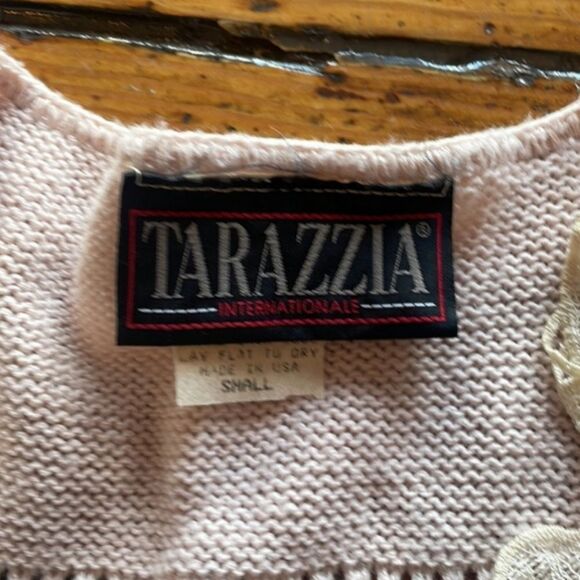 TARAZZIA®
INTERNATIONALE
LAY FLAT TO DRY
MADE IN USA
SMALL